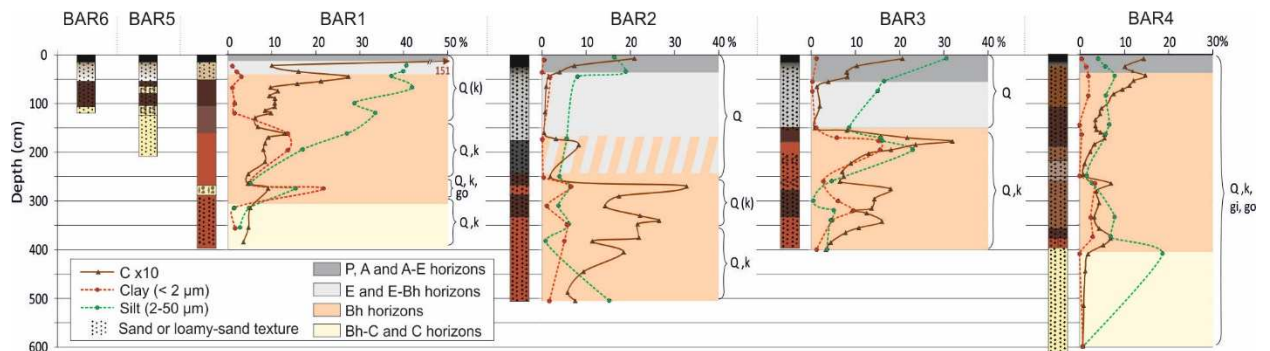 BAR6 BAR5 BAR1 BAR2 BAR3 BAR4
0 10 20 30 40 50 %
0 10 20 30 40 %
0 10 20 30 40 %
0 10 20 30%
151
Depth (cm)
0
100
200
300
400
500
600
Q (k)
Q ,k
Q, k,
go
Q ,k
Q
Q(k)
Q, k
Q
Q ,k
Q, k,
gi, go
C x10
Clay (< 2 µm)
Silt (2-50 µm)
Sand or loamy-sand texture
P, A and A-E horizons
E and E-Bh horizons
Bh horizons
Bh-C and C horizons